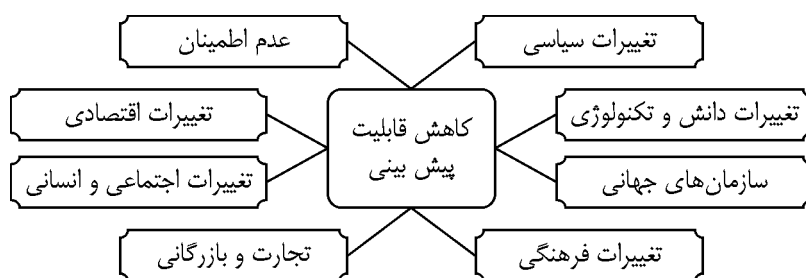 تغییرات سیاسی
عدم اطمینان
تغییرات دانش و تکنولوژی
کاهش قابلیت
پیش بینی
تغییرات اقتصادی
سازمان‌های جهانی
تغییرات اجتماعی و انسانی
تغییرات فرهنگی
تجارت و بازرگانی